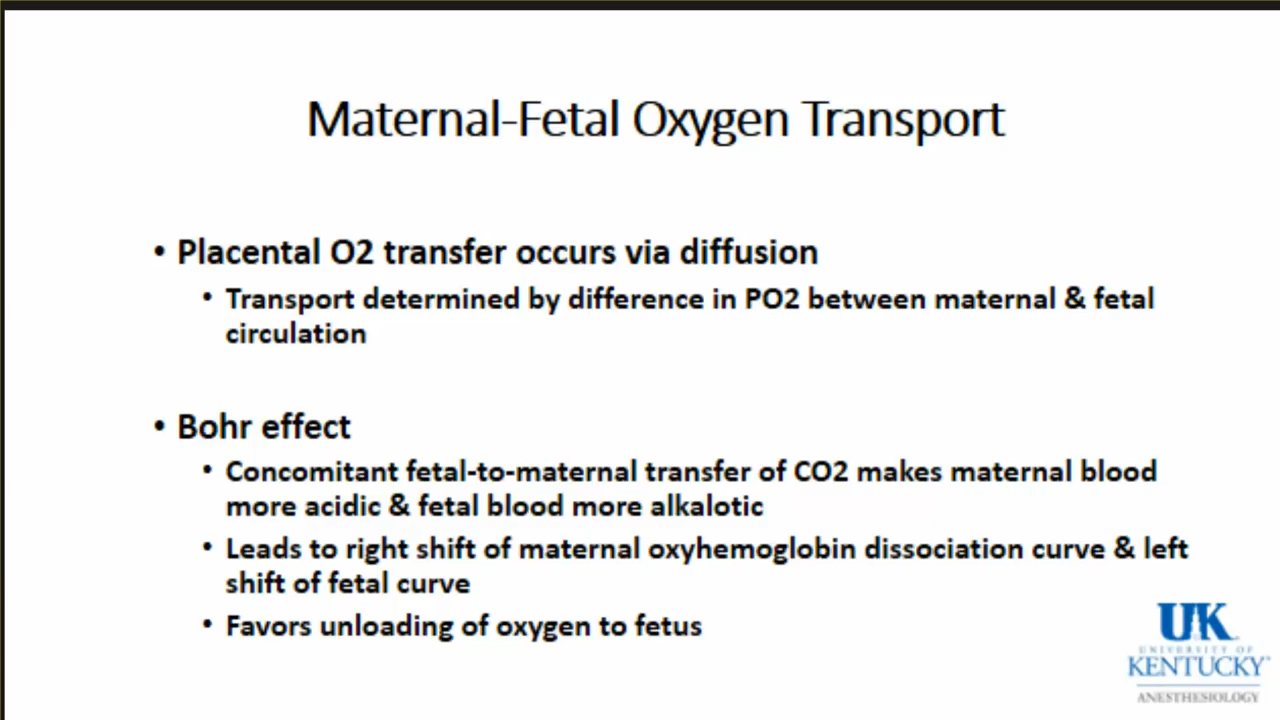 Maternal-Fetal Oxygen Transport
• Placental O2 transfer occurs via diffusion
• Transport determined by difference in PO2 between maternal & fetal
circulation
• Bohr effect
• Concomitant fetal-to-maternal transfer of CO2 makes maternal blood
more acidic & fetal blood more alkalotic
• Leads to right shift of maternal oxyhemoglobin dissociation curve & left
shift of fetal curve
• Favors unloading of oxygen to fetus
UK
UNIVERSITY OF
KENTUCKY
ANESTHESIOLOGY